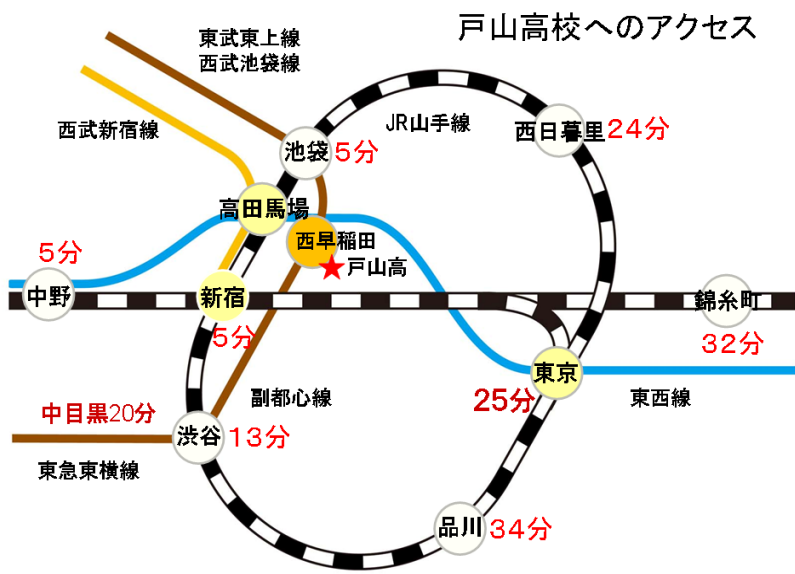 戸山高校へのアクセス
東武東上線
西武池袋線
西武新宿線
JR山手線
池袋
5分
西日暮里
24分
高田馬場
西早稲田
戸山高
5分
中野
新宿
5分
錦糸町
32分
東京
25分
東西線
副都心線
中目黒20分
渋谷
13分
東急東横線
品川
34分